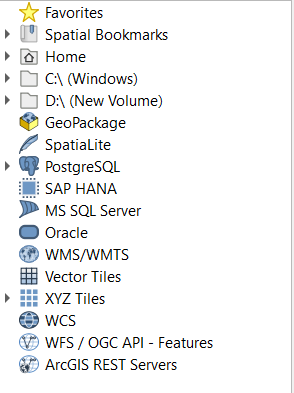 Favorites
Spatial Bookmarks
Home
C:\ (Windows)
D:\ (New Volume)
GeoPackage
SpatiaLite
PostgreSQL
SAP HANA
MS SQL Server
Oracle
WMS/WMTS
Vector Tiles
XYZ Tiles
WCS
WFS / OGC API - Features
ArcGIS REST Servers